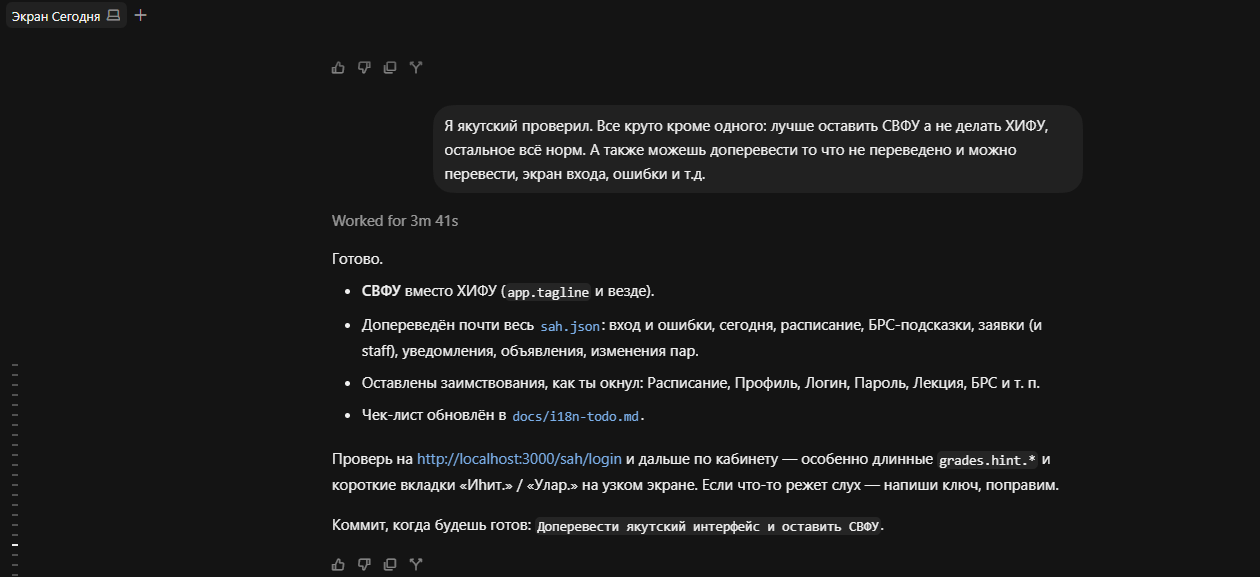 Экран Сегодня
Я якутский проверил. Все круто кроме одного: лучше оставить СВФУ а не делать ХИФУ,
остальное всё норм. А также можешь доперевести то что не переведено и можно
перевести, экран входа, ошибки и т.д.
Worked for 3m 41s
Готово.
• СВФУ вместо ХИФУ (app.tagline и везде).
• Допереведён почти весь sah.json: вход и ошибки, сегодня, расписание, БРС-подсказки, заявки (и
staff), уведомления, объявления, изменения пар.
• Оставлены заимствования, как ты окнул: Расписание, Профиль, Логин, Пароль, Лекция, БРС и т. п.
• Чек-лист обновлён в docs/i18n-todo.md.
Проверь на http://localhost:3000/sah/login и дальше по кабинету — особенно длинные grades.hint.* и
короткие вкладки «Иһит.» / «Улар.» на узком экране. Если что-то режет слух — напиши ключ, поправим.
Коммит, когда будешь готов: Доперевести якутский интерфейс и оставить СВФУ.